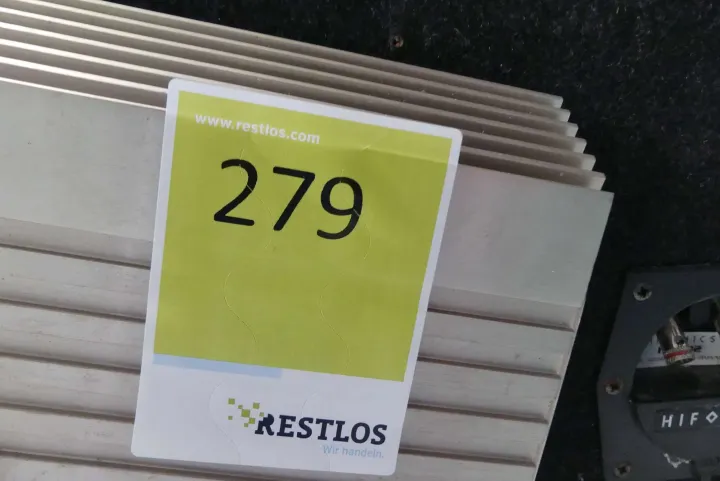 www.restlos.com
279
RESTLOS
Wir handeln.
HIFO